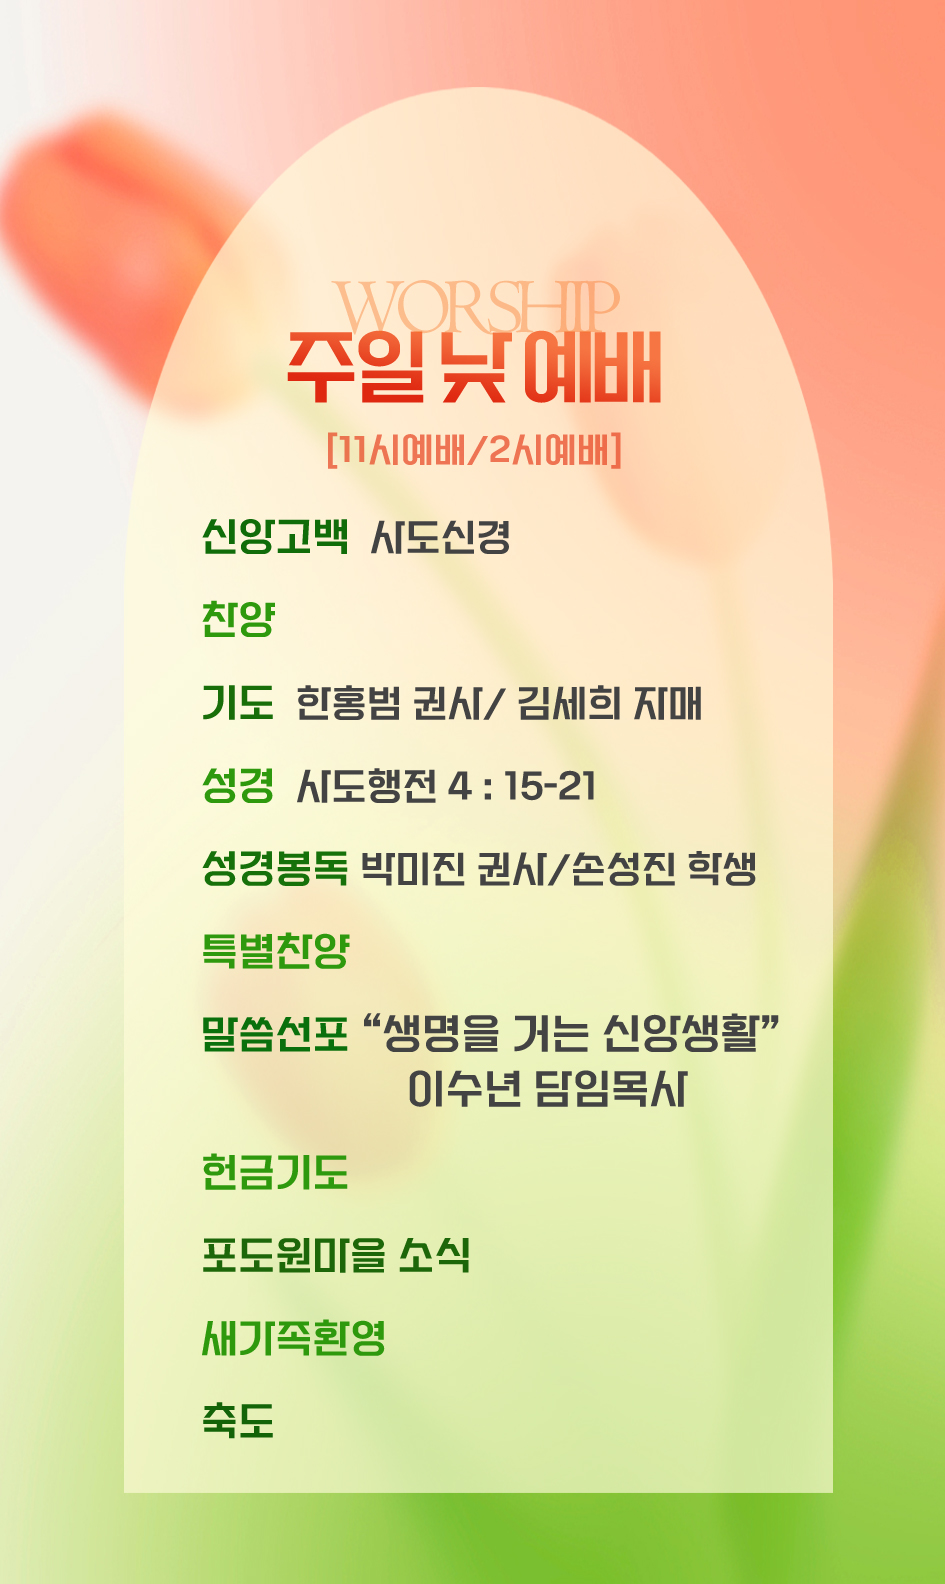 WORSHIP
주일 낮 예배
[11시예배/2시예배]
신앙고백 사도신경
찬양
기도 한홍범 권사/ 김세희 자매
성경 사도행전 4 : 15-21
성경봉독 박미진 권사/손성진 학생
특별찬양
말씀선포 “생명을 거는 신앙생활”
이수년 담임목사
헌금기도
포도원마을 소식
새가족환영
축도